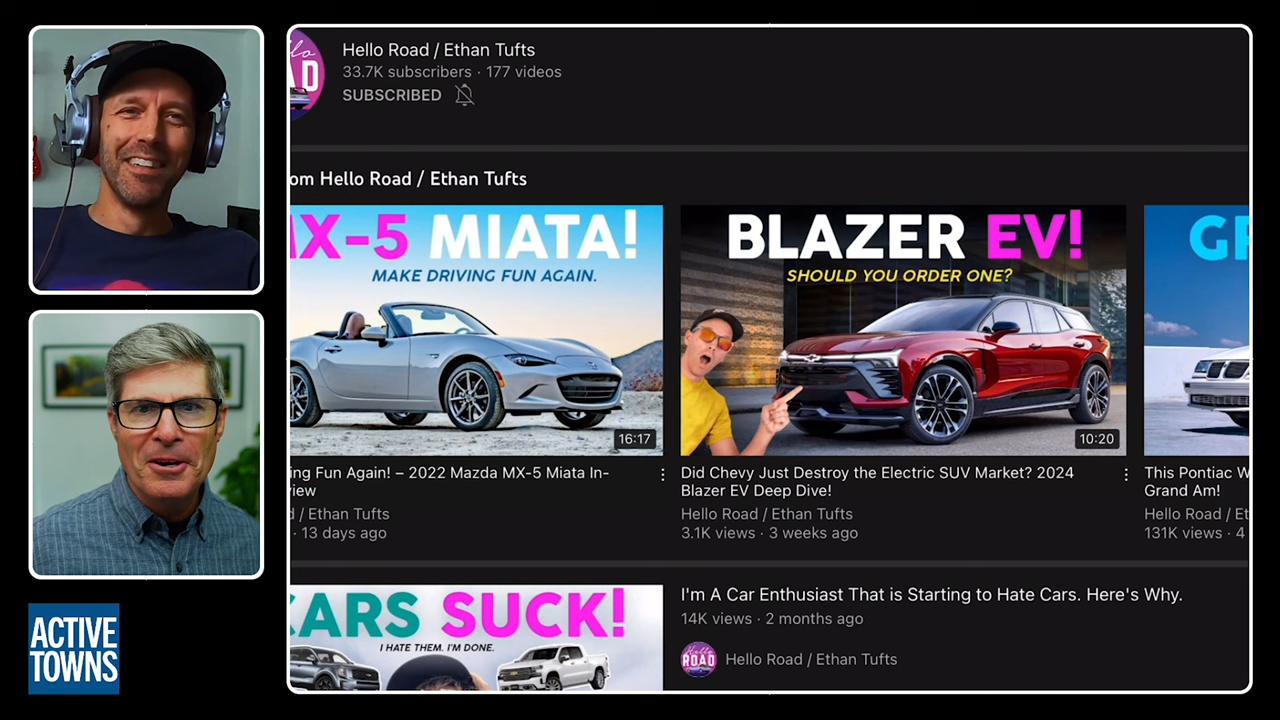 Hello Road / Ethan Tufts
33.7K subscribers · 177 videos
SUBSCRIBED
om Hello Road / Ethan Tufts
MX-5 MIATA!
MAKE DRIVING FUN AGAIN.
16:17
ing Fun Again! – 2022 Mazda MX-5 Miata In-
view
d / Ethan Tufts
· 13 days ago
BLAZER EV!
SHOULD YOU ORDER ONE?
10:20
Did Chevy Just Destroy the Electric SUV Market? 2024
Blazer EV Deep Dive!
Hello Road / Ethan Tufts
3.1K views · 3 weeks ago
This Pontiac W
Grand Am!
Hello Road / Et
131K views · 4
CARS SUCK!
I HATE THEM. I'M DONE.
I'm A Car Enthusiast That is Starting to Hate Cars. Here's Why.
14K views · 2 months ago
Hello ROAD
Hello Road / Ethan Tufts
ACTIVE
TOWNS